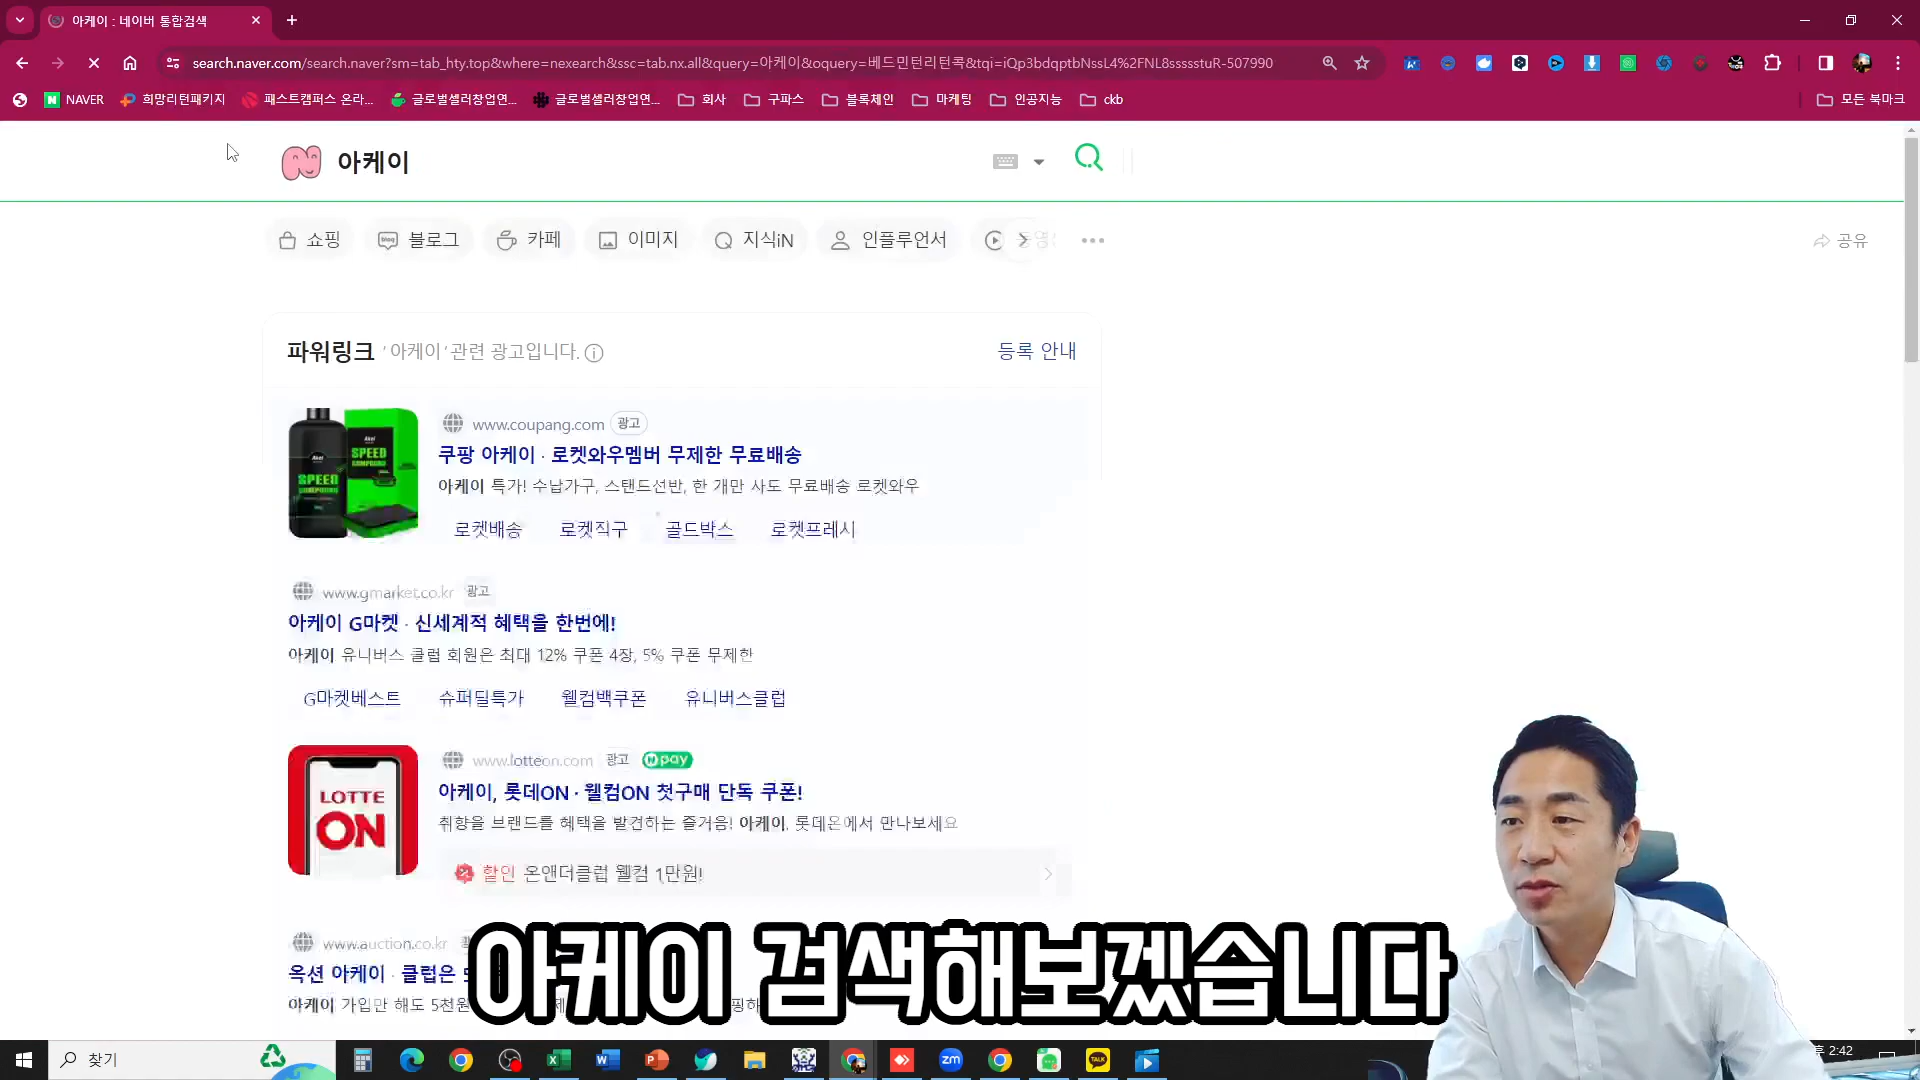 아케이 : 네이버 통합검색
search.naver.com/search.naver?sm=tab_hty.top&where=nexearch&ssc=tab.nx.all&query=아케이&oquery=베드민턴리턴콕&tqi=iQp3bdqptbNssL4%2FNL8ssssstuR-507990
NAVER 희망리턴패키지 패스트캠퍼스 온라... 글로벌셀러창업연... 글로벌셀러창업연... 회사 구파스 블록체인 마케팅 인공지능 ckb 모든 북마크
아케이
쇼핑 블로그 카페 이미지 지식iN 인플루언서
공유
파워링크 '아케이' 관련 광고입니다. 등록 안내
www.coupang.com 광고
쿠팡 아케이 · 로켓와우멤버 무제한 무료배송
아케이 특가! 수납가구, 스탠드선반, 한 개만 사도 무료배송 로켓와우
로켓배송 로켓직구 골드박스 로켓프레시
SPEED
SPEED
www.gmarket.co.kr 광고
아케이 G마켓 · 신세계적 혜택을 한번에!
아케이 유니버스 클럽 회원은 최대 12% 쿠폰 4장, 5% 쿠폰 무제한
G마켓베스트 슈퍼딜특가 웰컴백쿠폰 유니버스클럽
www.lotteon.com 광고 N pay
아케이, 롯데ON · 웰컴ON 첫구매 단독 쿠폰!
취향을 브랜드를 혜택을 발견하는 즐거움! 아케이, 롯데온에서 만나보세요
LOTTE
ON
할인 온앤더클럽 웰컴 1만원!
www.auction.co.kr
옥션 아케이 · 클럽은
아케이 가입만 해도 5천원
아케이 검색해보겠습니다
찾기
zm
TALK
2:42